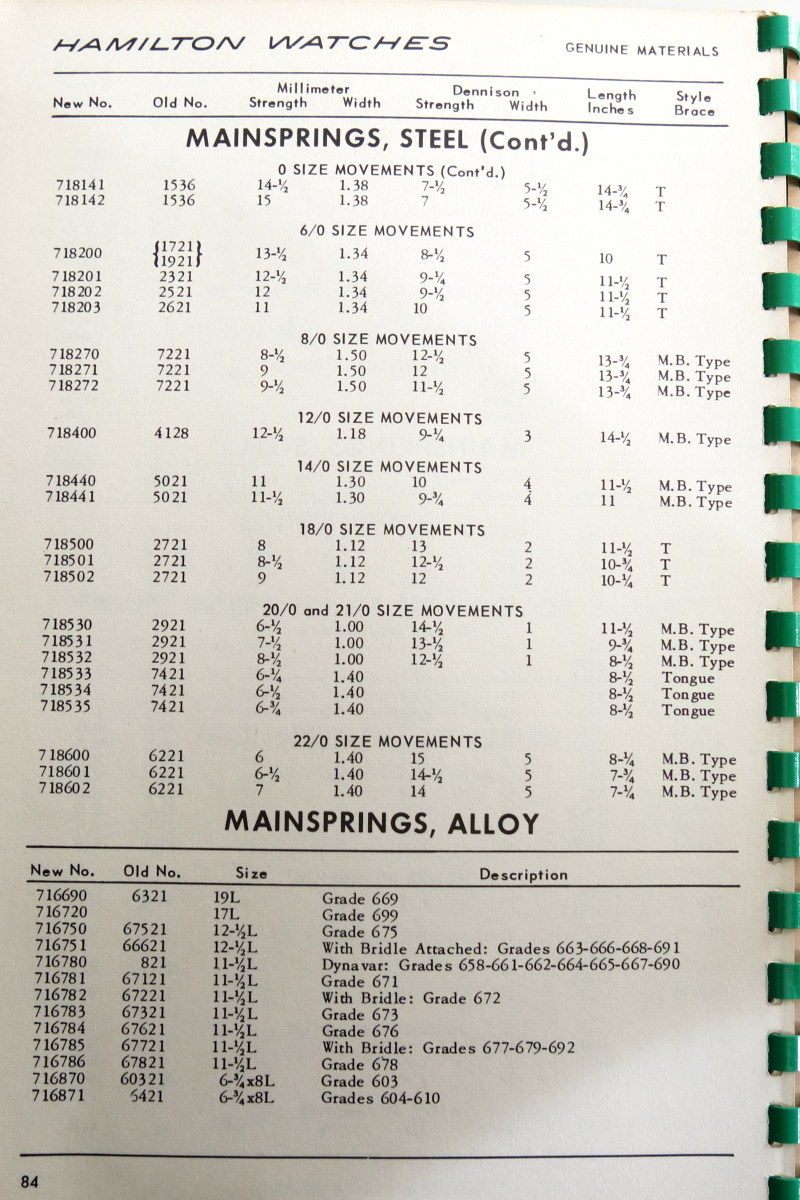 HAMILTON WATCHES GENUINE MATERIALS
Millimeter Dennison Length Style
New No. Old No. Strength Width Strength Width Inches Brace
MAINSPRINGS, STEEL (Cont'd.)
0 SIZE MOVEMENTS (Cont'd.)
718141 1536 14-½ 1.38 7-½ 5-½ 14-¾ T
718142 1536 15 1.38 7 5-½ 14-¾ T
6/0 SIZE MOVEMENTS
718200 {1721 1921} 13-½ 1.34 8-½ 5 10 T
718201 2321 12-½ 1.34 9-¼ 5 11-½ T
718202 2521 12 1.34 9-½ 5 11-½ T
718203 2621 11 1.34 10 5 11-½ T
8/0 SIZE MOVEMENTS
718270 7221 8-½ 1.50 12-½ 5 13-¾ M.B. Type
718271 7221 9 1.50 12 5 13-¾ M.B. Type
718272 7221 9-½ 1.50 11-½ 5 13-¾ M.B. Type
12/0 SIZE MOVEMENTS
718400 4128 12-½ 1.18 9-¼ 3 14-½ M.B. Type
14/0 SIZE MOVEMENTS
718440 5021 11 1.30 10 4 11-½ M.B. Type
718441 5021 11-½ 1.30 9-¾ 4 11 M.B. Type
18/0 SIZE MOVEMENTS
718500 2721 8 1.12 13 2 11-½ T
718501 2721 8-½ 1.12 12-½ 2 10-¾ T
718502 2721 9 1.12 12 2 10-¼ T
20/0 and 21/0 SIZE MOVEMENTS
718530 2921 6-½ 1.00 14-½ 1 11-½ M.B. Type
718531 2921 7-½ 1.00 13-½ 1 9-¾ M.B. Type
718532 2921 8-½ 1.00 12-½ 1 8-½ M.B. Type
718533 7421 6-¼ 1.40 8-½ Tongue
718534 7421 6-½ 1.40 8-½ Tongue
718535 7421 6-¾ 1.40 8-½ Tongue
22/0 SIZE MOVEMENTS
718600 6221 6 1.40 15 5 8-¼ M.B. Type
718601 6221 6-½ 1.40 14-½ 5 7-¾ M.B. Type
718602 6221 7 1.40 14 5 7-¼ M.B. Type
MAINSPRINGS, ALLOY
New No. Old No. Size Description
716690 6321 19L Grade 669
716720 17L Grade 699
716750 67521 12-½L Grade 675
716751 66621 12-½L With Bridle Attached: Grades 663-666-668-691
716780 821 11-½L Dynavar: Grades 658-661-662-664-665-667-690
716781 67121 11-½L Grade 671
716782 67221 11-½L With Bridle: Grade 672
716783 67321 11-½L Grade 673
716784 67621 11-½L Grade 676
716785 67721 11-½L With Bridle: Grades 677-679-692
716786 67821 11-½L Grade 678
716870 60321 6-¾x8L Grade 603
716871 6421 6-¾x8L Grades 604-610
84